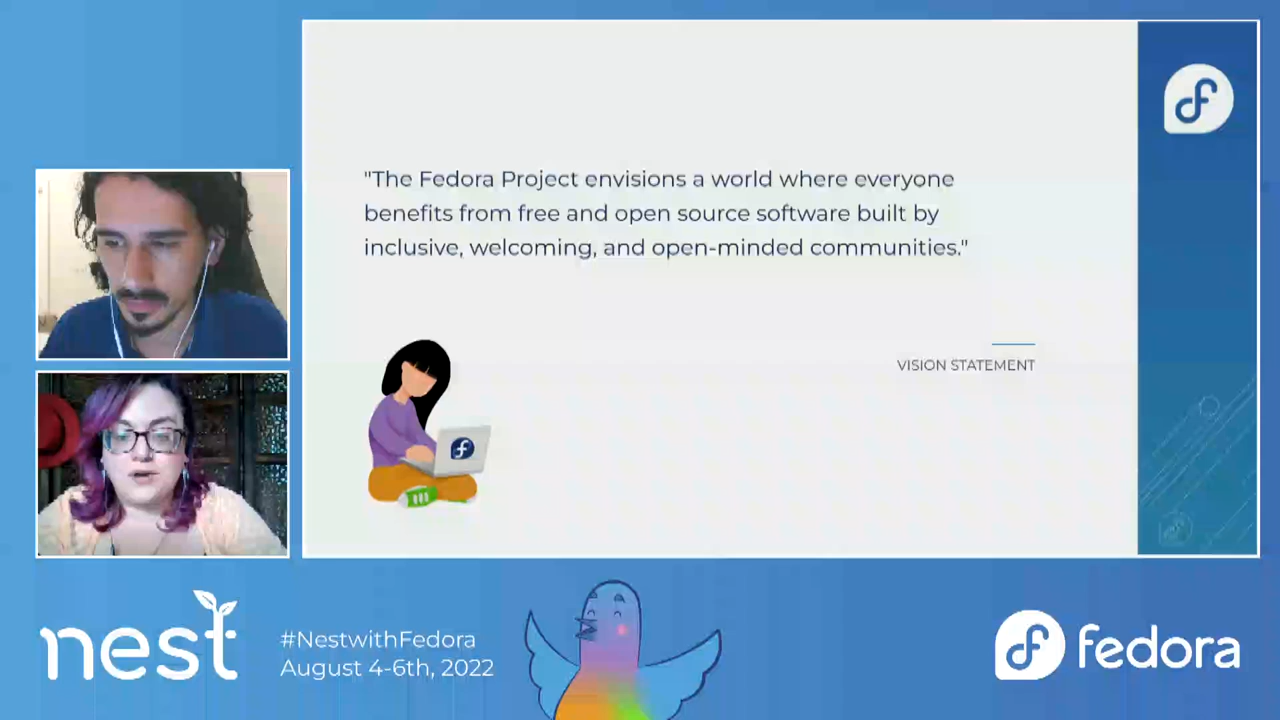 "The Fedora Project envisions a world where everyone
benefits from free and open source software built by
inclusive, welcoming, and open-minded communities."
VISION STATEMENT
nest
#NestwithFedora
August 4-6th, 2022
fedora